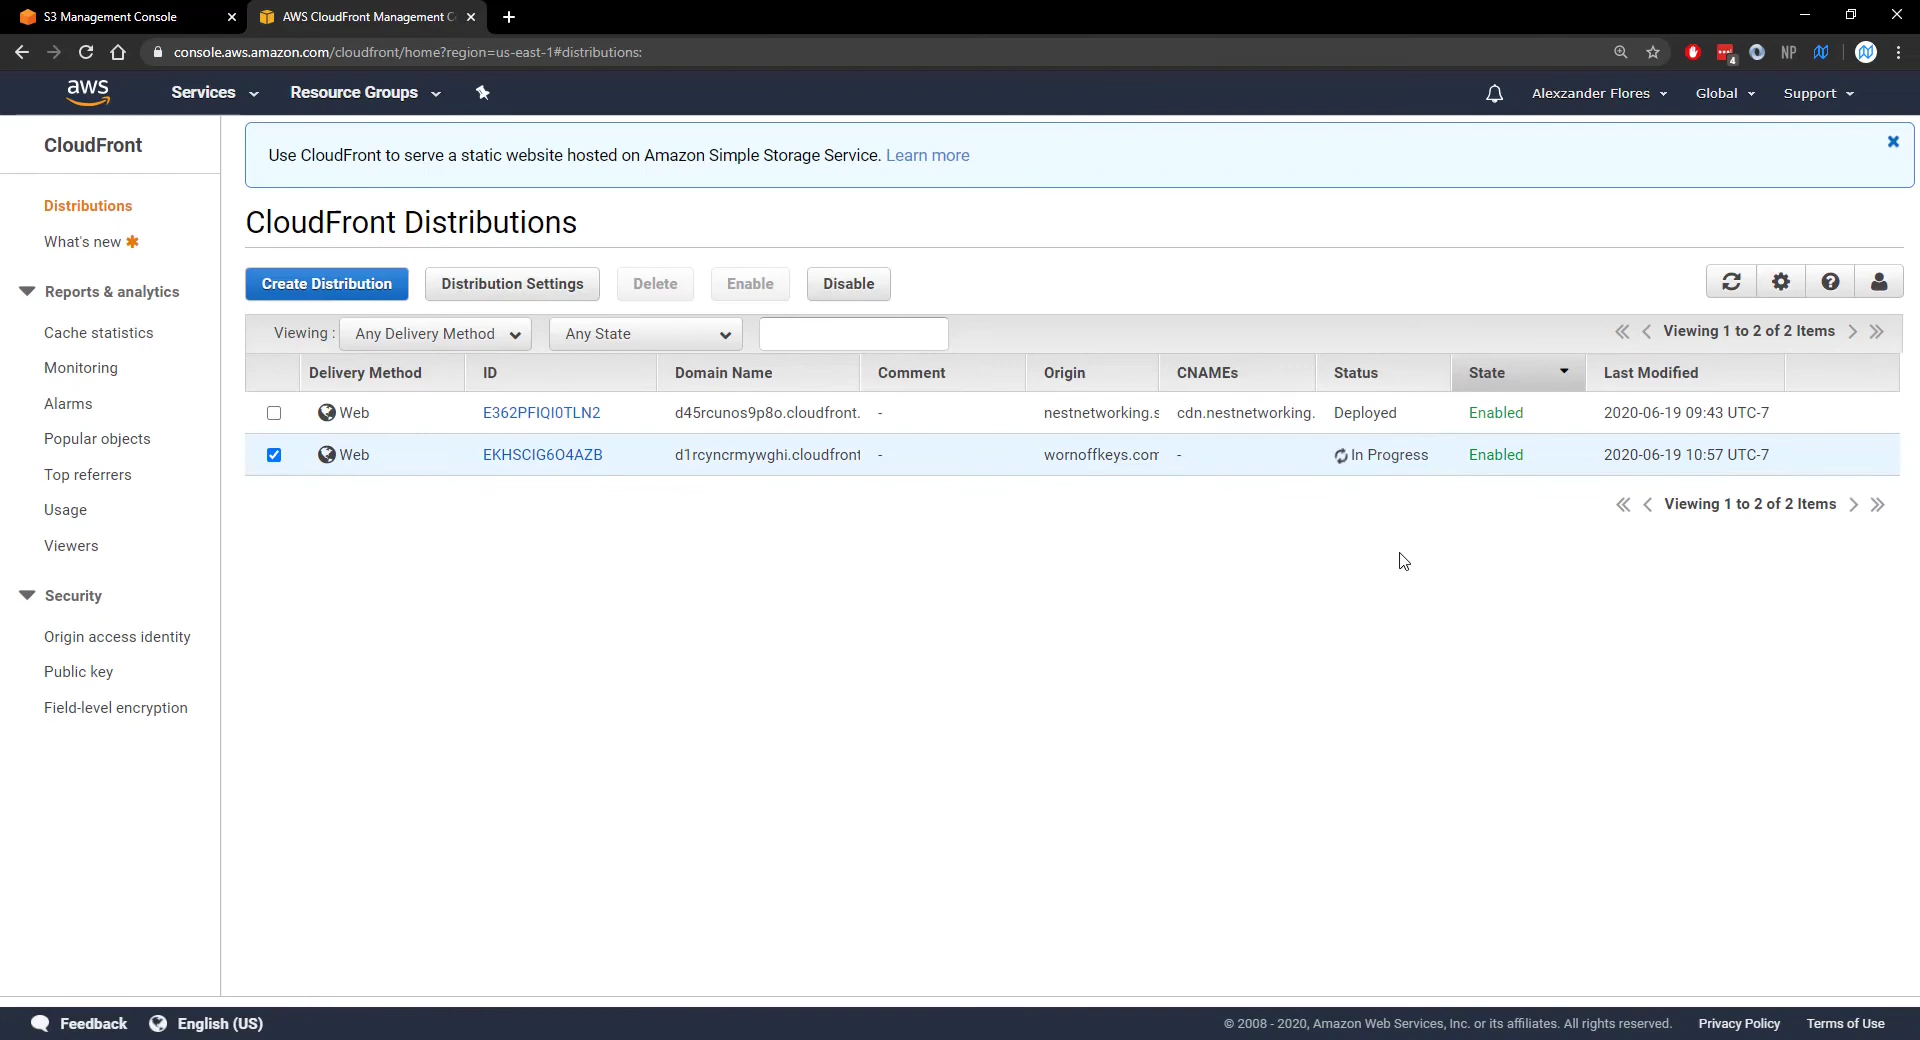 S3 Management Console
AWS CloudFront Management C
console.aws.amazon.com/cloudfront/home?region=us-east-1#distributions:
4
NP
aws
Services
Resource Groups
Alexzander Flores
Global
Support
CloudFront
Use CloudFront to serve a static website hosted on Amazon Simple Storage Service. Learn more
Distributions
What's new
CloudFront Distributions
Create Distribution
Distribution Settings
Delete
Enable
Disable
Reports & analytics
Cache statistics
Monitoring
Alarms
Popular objects
Top referrers
Usage
Viewers
Security
Origin access identity
Public key
Field-level encryption
Viewing : Any Delivery Method Any State
Viewing 1 to 2 of 2 Items
Delivery Method ID Domain Name Comment Origin CNAMEs Status State Last Modified
Web E362PFIQI0TLN2 d45rcunos9p8o.cloudfront. - nestnetworking.s cdn.nestnetworking. Deployed Enabled 2020-06-19 09:43 UTC-7
Web EKHSCIG6O4AZB d1rcyncrmywghi.cloudfront - wornoffkeys.com - In Progress Enabled 2020-06-19 10:57 UTC-7
Viewing 1 to 2 of 2 Items
Feedback
English (US)
© 2008 - 2020, Amazon Web Services, Inc. or its affiliates. All rights reserved.
Privacy Policy
Terms of Use